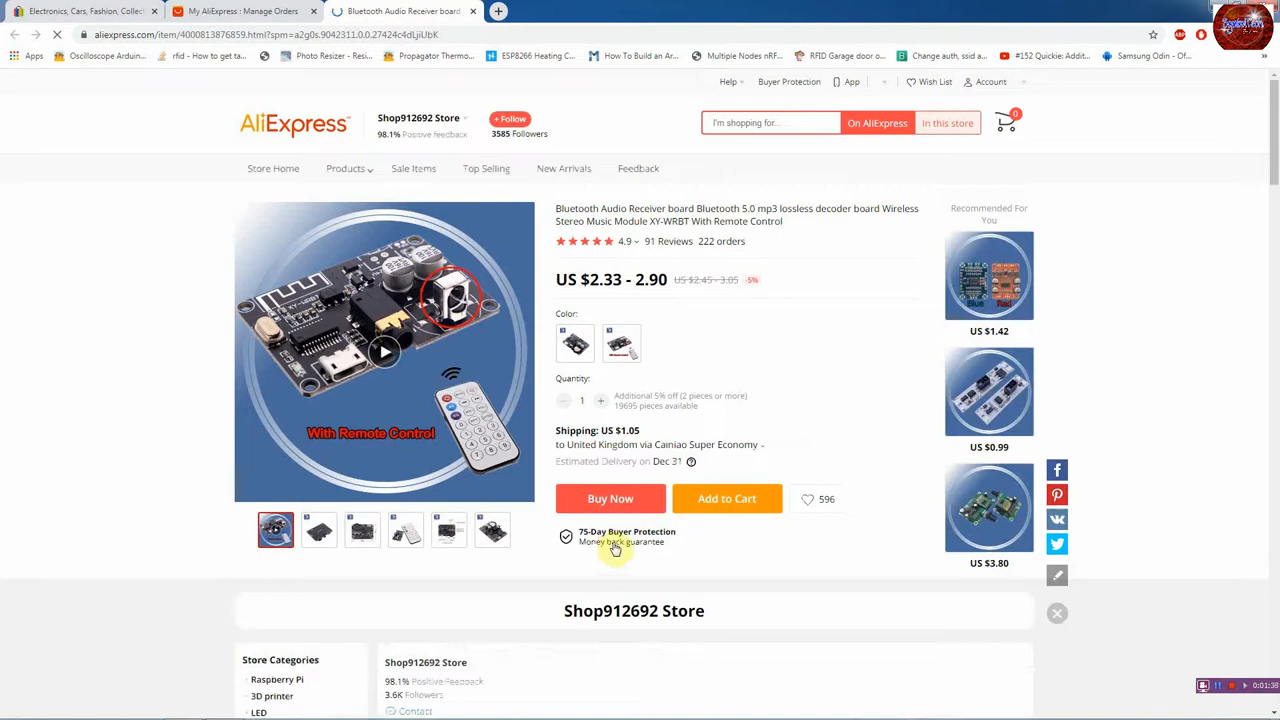 Electronics, Cars, Fashion, Collect
My AliExpress : Manage Orders
Bluetooth Audio Receiver board
aliexpress.com/item/4000813876859.html?spm=a2g0s.9042311.0.0.27424c4dLjiUbK
Apps
Oscilloscope Arduin...
rfid - How to get ta...
Photo Resizer - Resi...
Propagator Thermo...
ESP8266 Heating C...
How To Build an Ar...
Multiple Nodes nRF...
RFID Garage door o...
Change auth, ssid a...
#152 Quickie: Addit...
Samsung Odin - Of...
Help
Buyer Protection
App
Wish List
Account
AliExpress
Shop912692 Store
98.1% Positive feedback
+ Follow
3585 Followers
I'm shopping for...
On AliExpress
In this store
0
Store Home
Products
Sale Items
Top Selling
New Arrivals
Feedback
XY-WRBT
With Remote Control
Bluetooth Audio Receiver board Bluetooth 5.0 mp3 lossless decoder board Wireless
Stereo Music Module XY-WRBT With Remote Control
4.9
91 Reviews
222 orders
US $2.33 - 2.90
US $2.45 - 3.05
-5%
Color:
Quantity:
1
Additional 5% off (2 pieces or more)
19695 pieces available
Shipping: US $1.05
to United Kingdom via Cainiao Super Economy
Estimated Delivery on Dec 31
Buy Now
Add to Cart
596
75-Day Buyer Protection
Money back guarantee
Recommended For
You
Blue
Red
US $1.42
US $0.99
US $3.80
Shop912692 Store
Store Categories
Raspberry Pi
3D printer
LED
Shop912692 Store
98.1% Positive Feedback
3.6K Followers
Contact